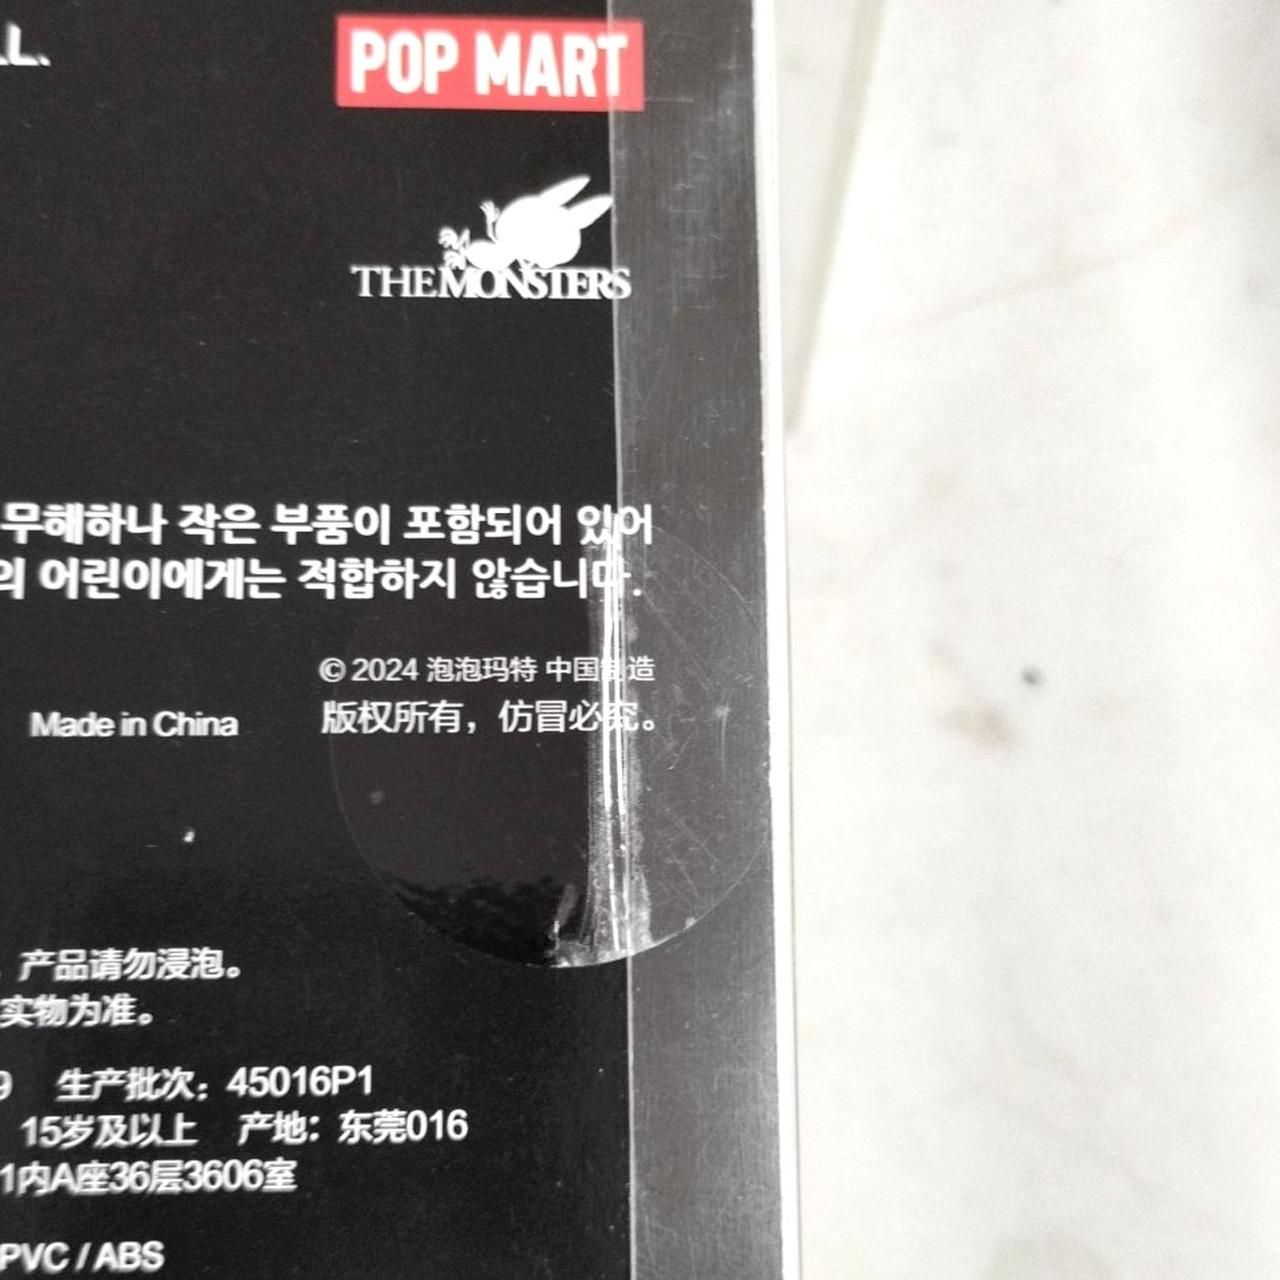 LL.
POP MART
THE MONSTERS
무해하나 작은 부품이 포함되어 있어
의 어린이에게는 적합하지 않습니다.
© 2024 泡泡玛特 中国制造
Made in China 版权所有，仿冒必究。
产品请勿浸泡。
实物为准。
9 生产批次：45016P1
15岁及以上 产地：东莞016
1内A座36层3606室
PVC / ABS